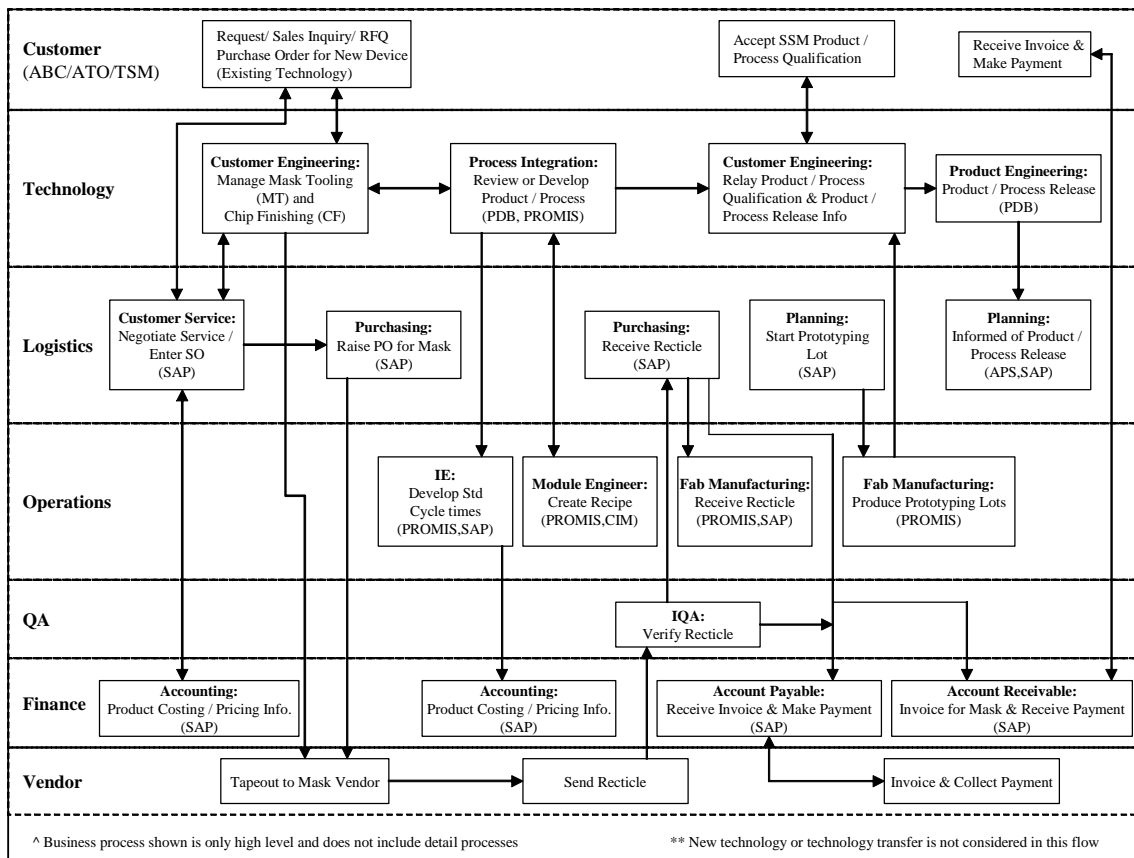 Customer
(ABC/ATO/TSM)
Request/ Sales Inquiry/ RFQ
Purchase Order for New Device
(Existing Technology)
Accept SSM Product /
Process Qualification
Receive Invoice &
Make Payment
Technology
Customer Engineering:
Manage Mask Tooling
(MT) and
Chip Finishing (CF)
Process Integration:
Review or Develop
Product / Process
(PDB, PROMIS)
Customer Engineering:
Relay Product / Process
Qualification & Product /
Process Release Info
Product Engineering:
Product / Process Release
(PDB)
Logistics
Customer Service:
Negotiate Service /
Enter SO
(SAP)
Purchasing:
Raise PO for Mask
(SAP)
Purchasing:
Receive Recticle
(SAP)
Planning:
Start Prototyping
Lot
(SAP)
Planning:
Informed of Product /
Process Release
(APS,SAP)
Operations
IE:
Develop Std
Cycle times
(PROMIS,SAP)
Module Engineer:
Create Recipe
(PROMIS,CIM)
Fab Manufacturing:
Receive Recticle
(PROMIS,SAP)
Fab Manufacturing:
Produce Prototyping Lots
(PROMIS)
QA
IQA:
Verify Recticle
Finance
Accounting:
Product Costing / Pricing Info.
(SAP)
Accounting:
Product Costing / Pricing Info.
(SAP)
Account Payable:
Receive Invoice & Make Payment
(SAP)
Account Receivable:
Invoice for Mask & Receive Payment
(SAP)
Vendor
Tapeout to Mask Vendor
Send Recticle
Invoice & Collect Payment
^ Business process shown is only high level and does not include detail processes
** New technology or technology transfer is not considered in this flow